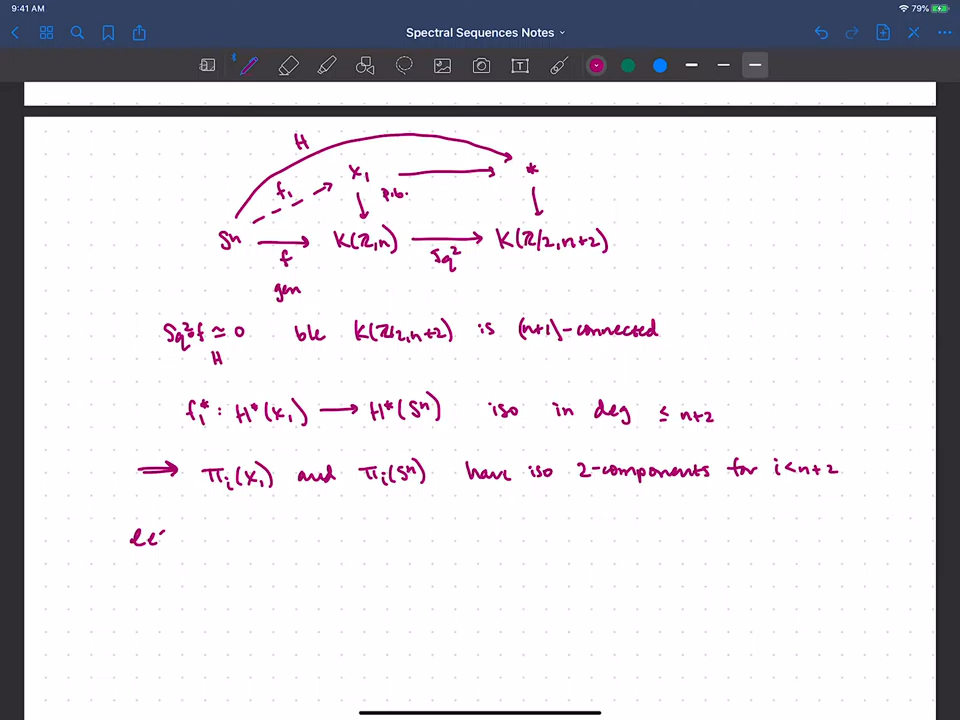 9:41 AM
79%
Spectral Sequences Notes
H
X₁ *
f₁ p.b.
Sⁿ K(ℤ,n) K(ℤ/2,n+2)
f Sq²
gen
Sq²∘f ≃ 0 b/c K(ℤ/2,n+2) is (n+1)-connected
H
f₁* : H*(X₁) ⟶ H*(Sⁿ) iso in deg ≤ n+2
⟹ πᵢ(X₁) and πᵢ(Sⁿ) have iso 2-components for i<n+2